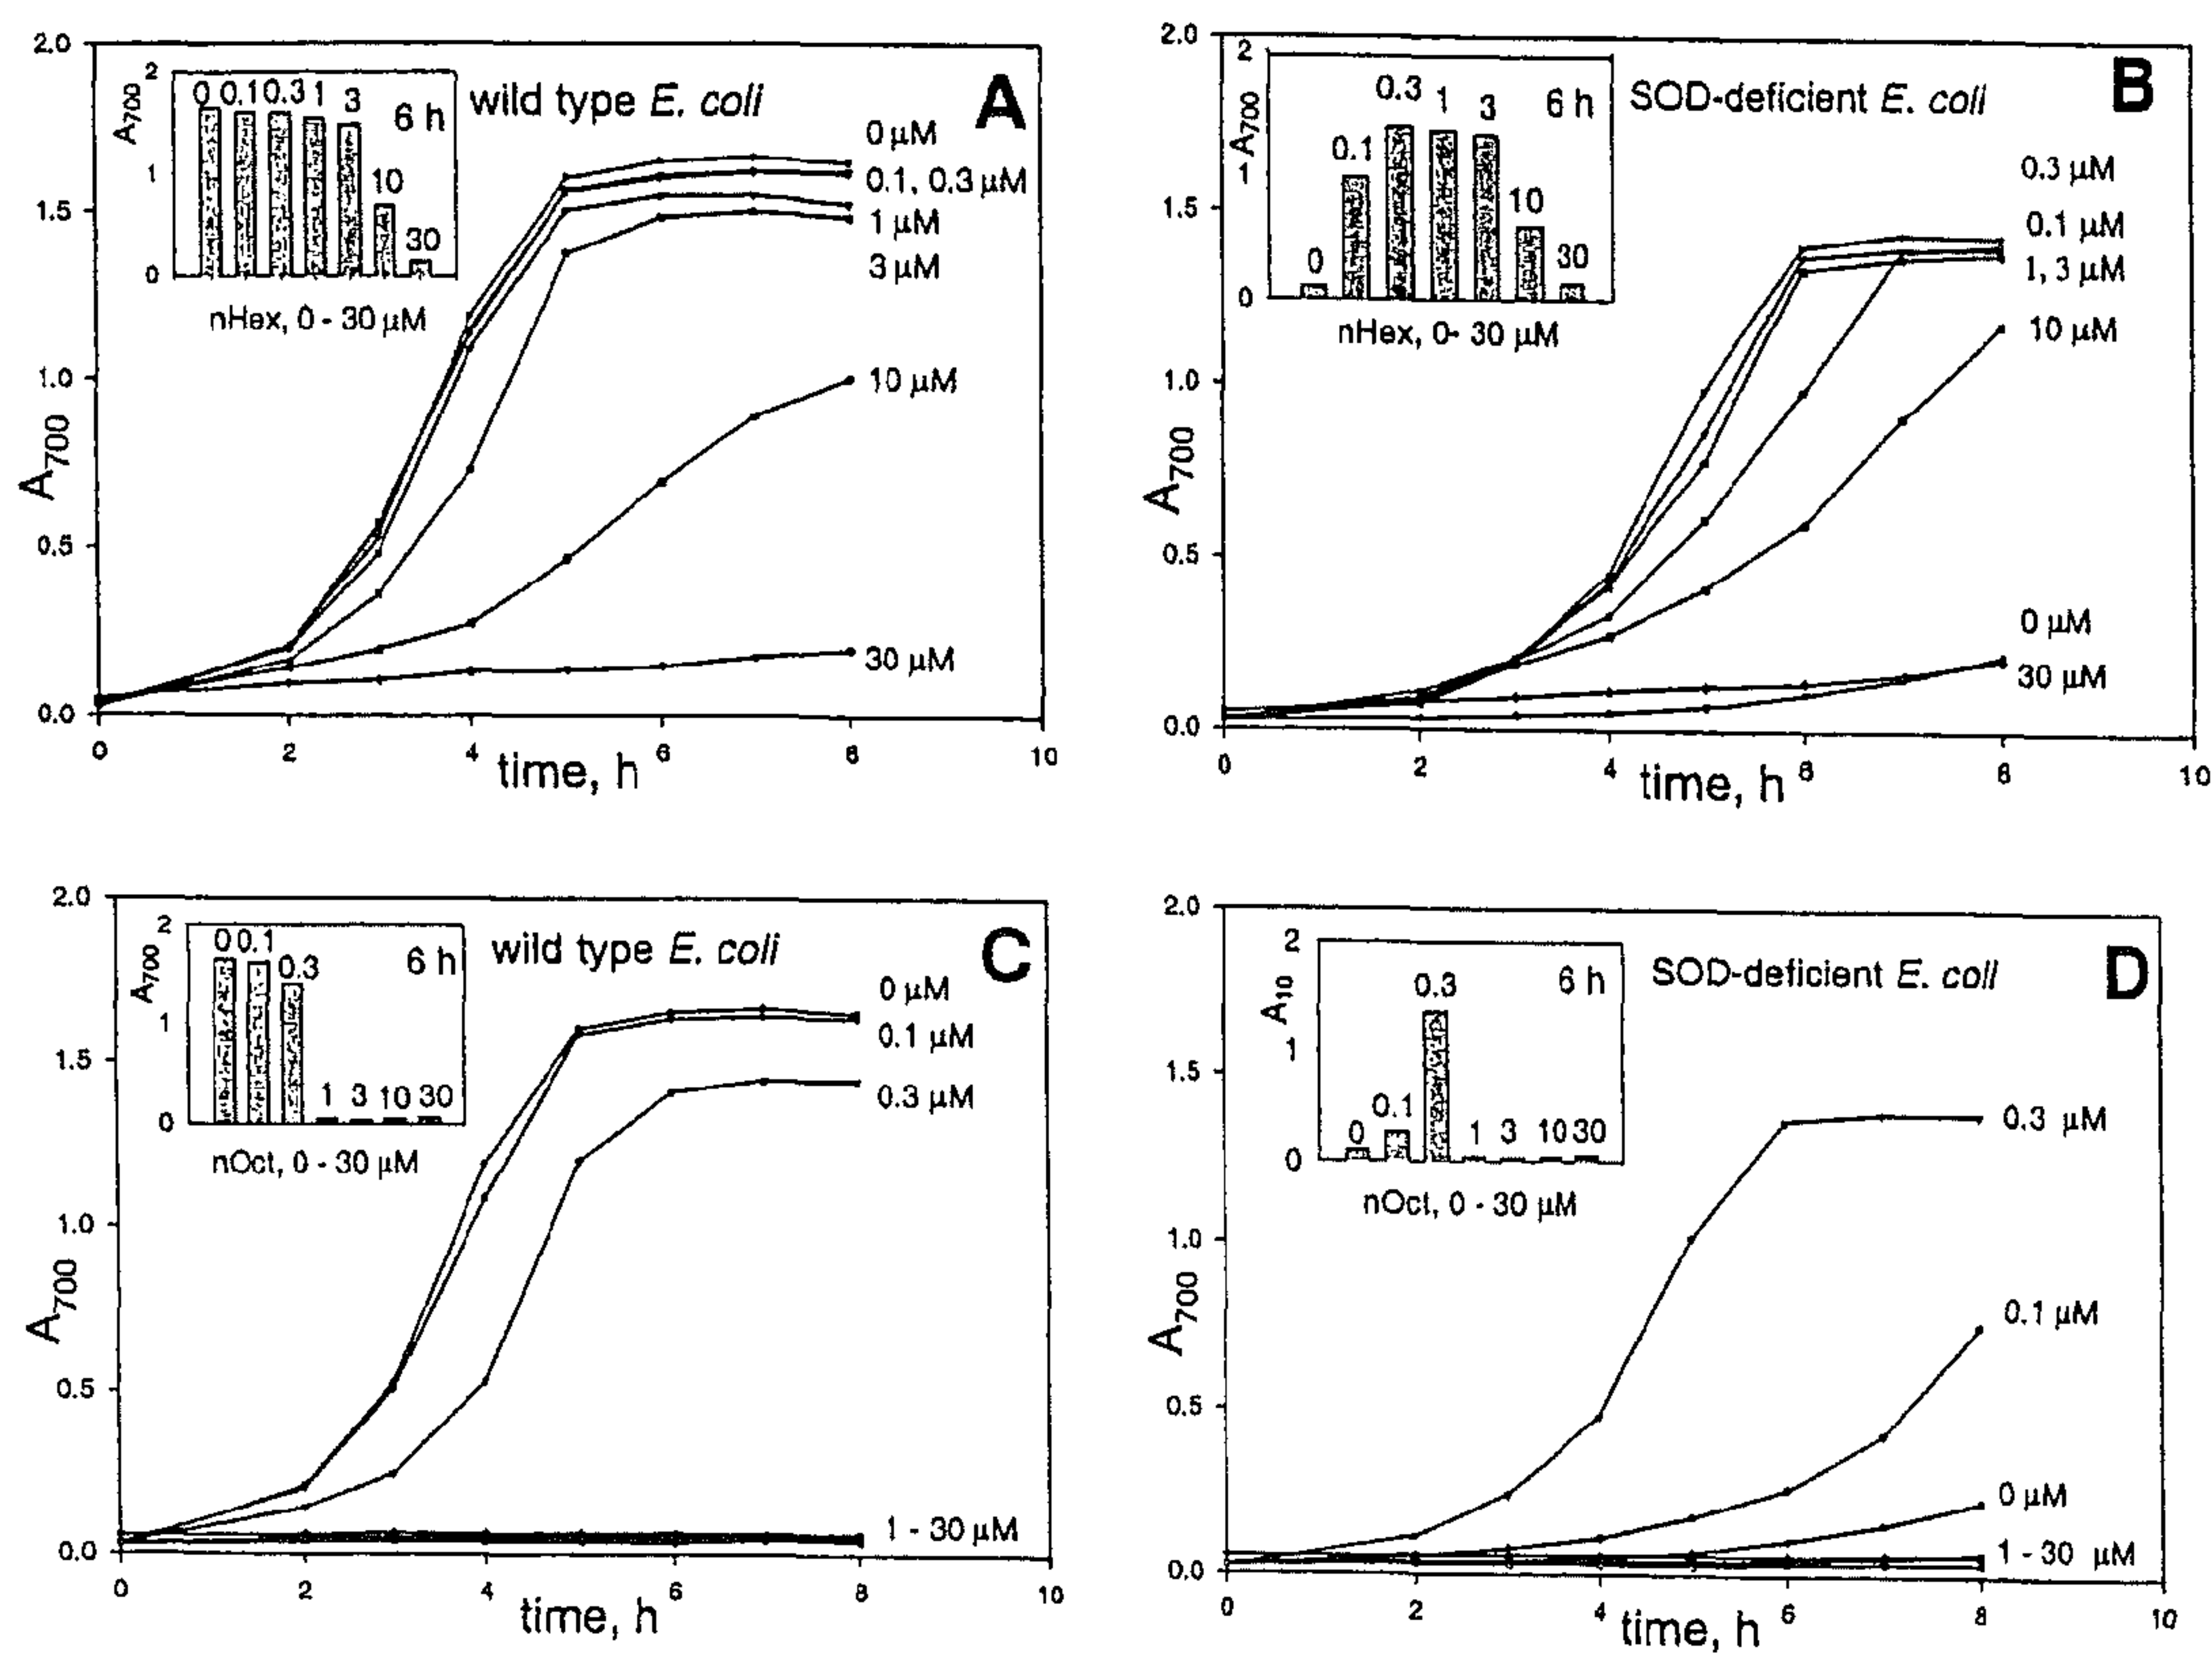 A
wild type E. coli
2.0
1.5
1.0
0.5
0.0
A700
0 2 4 6 8 10
time, h
2
1
0
A700
0 0.1 0.3 1 3 10 30
6 h
nHex, 0 - 30 µM
0 µM
0.1, 0.3 µM
1 µM
3 µM
10 µM
30 µM
B
SOD-deficient E. coli
2.0
1.5
1.0
0.5
0.0
A700
0 2 4 6 8 10
time, h
2
1
0
A700
0 0.1 0.3 1 3 10 30
6 h
nHex, 0- 30 µM
0.3 µM
0.1 µM
1, 3 µM
10 µM
0 µM
30 µM
C
wild type E. coli
2.0
1.5
1.0
0.5
0.0
A700
0 2 4 6 8 10
time, h
2
1
0
A700
0 0.1 0.3 1 3 10 30
6 h
nOct, 0 - 30 µM
0 µM
0.1 µM
0.3 µM
1 - 30 µM
D
SOD-deficient E. coli
2.0
1.5
1.0
0.5
0.0
A700
0 2 4 6 8 10
time, h
2
1
0
A10
0 0.1 0.3 1 3 10 30
6 h
nOct, 0 - 30 µM
0.3 µM
0.1 µM
0 µM
1 - 30 µM